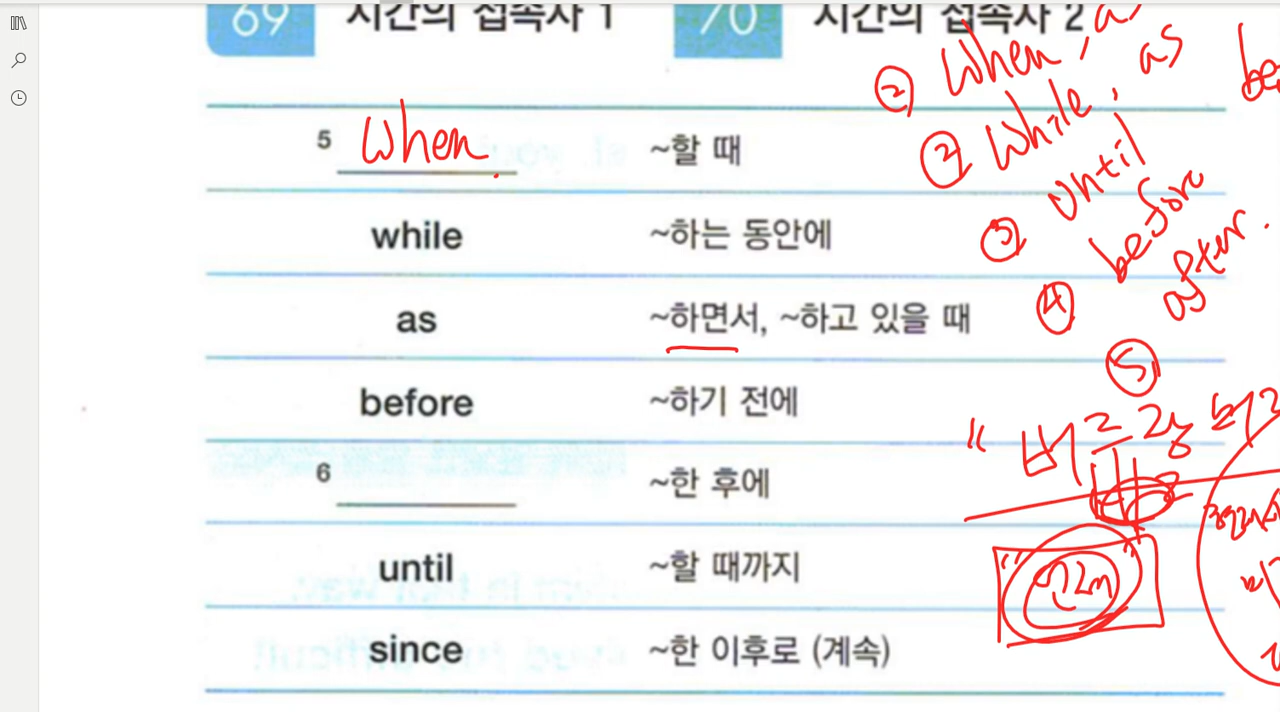 69 시간의 접속사 1 70 시간의 접속사 2
5 when ~할 때
while ~하는 동안에
as ~하면서, ~하고 있을 때
before ~하기 전에
6 ~한 후에
until ~할 때까지
since ~한 이후로 (계속)
② when,
② while, as
③ until
④ before
after.
⑤